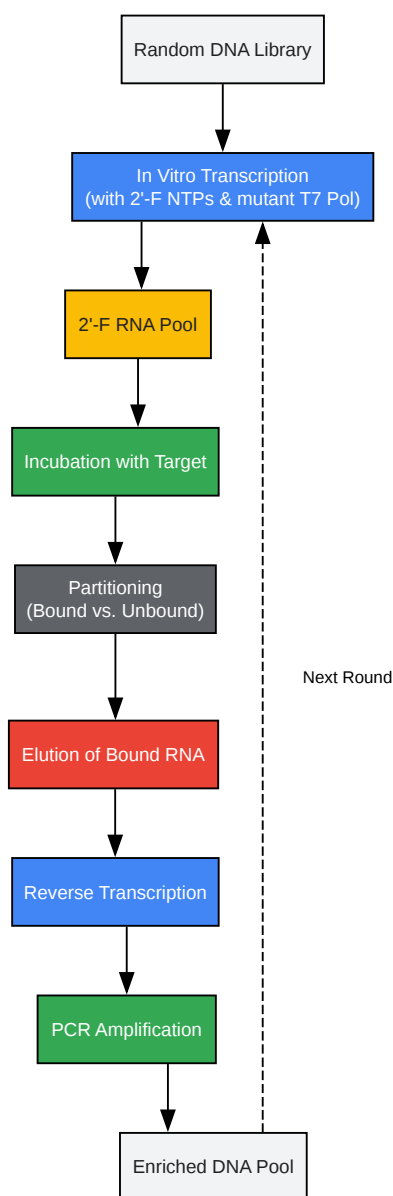 Random DNA Library
In Vitro Transcription
(with 2'-F NTPs & mutant T7 Pol)
2'-F RNA Pool
Incubation with Target
Partitioning
(Bound vs. Unbound)
Next Round
Elution of Bound RNA
Reverse Transcription
PCR Amplification
Enriched DNA Pool